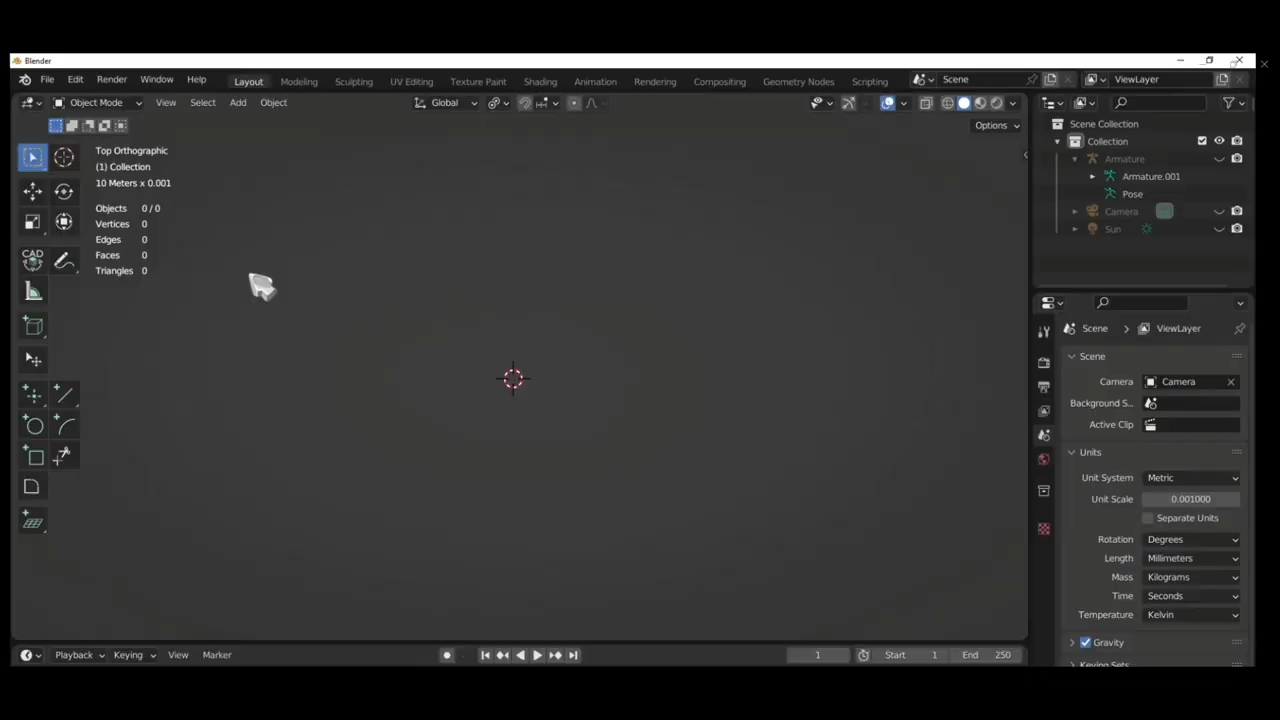 Blender
File Edit Render Window Help Layout Modeling Sculpting UV Editing Texture Paint Shading Animation Rendering Compositing Geometry Nodes Scripting Scene ViewLayer
Object Mode View Select Add Object Global
Options
Top Orthographic
(1) Collection
10 Meters x 0.001
Objects 0 / 0
Vertices 0
Edges 0
Faces 0
Triangles 0
CAD
Scene Collection
Collection
Armature
Armature.001
Pose
Camera
Sun
Scene > ViewLayer
Scene
Camera Camera
Background S...
Active Clip
Units
Unit System Metric
Unit Scale 0.001000
Separate Units
Rotation Degrees
Length Millimeters
Mass Kilograms
Time Seconds
Temperature Kelvin
Gravity
Keying Sets
Playback Keying View Marker 1 Start 1 End 250